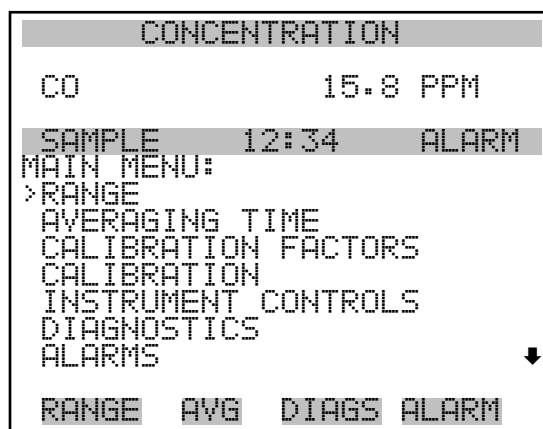 CONCENTRATION
CO 15.8 PPM
SAMPLE 12:34 ALARM
MAIN MENU:
>RANGE
AVERAGING TIME
CALIBRATION FACTORS
CALIBRATION
INSTRUMENT CONTROLS
DIAGNOSTICS
ALARMS
RANGE AVG DIAGS ALARM